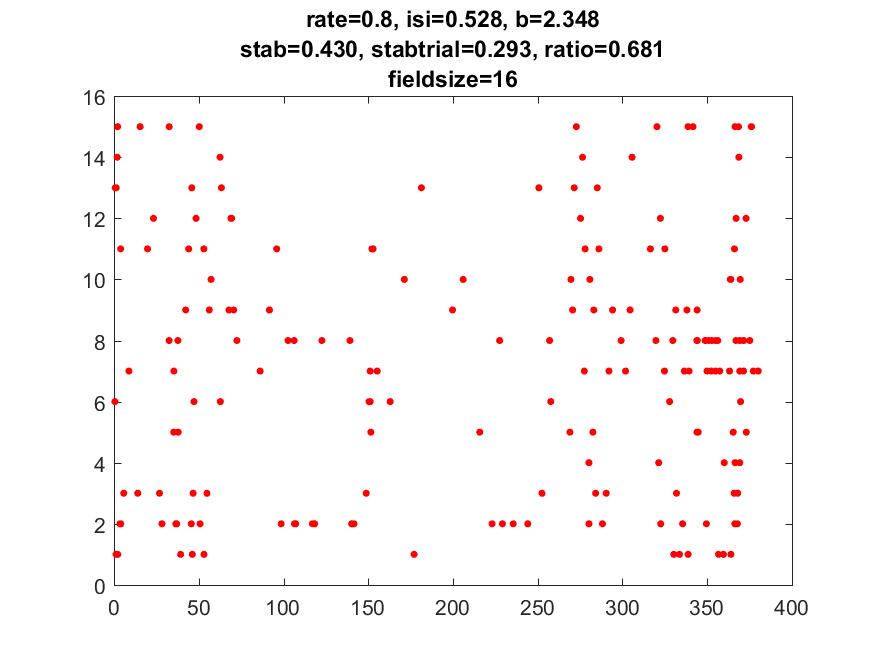 rate=0.8, isi=0.528, b=2.348
stab=0.430, stabtrial=0.293, ratio=0.681
fieldsize=16
16
14
12
10
8
6
4
2
0
0 50 100 150 200 250 300 350 400